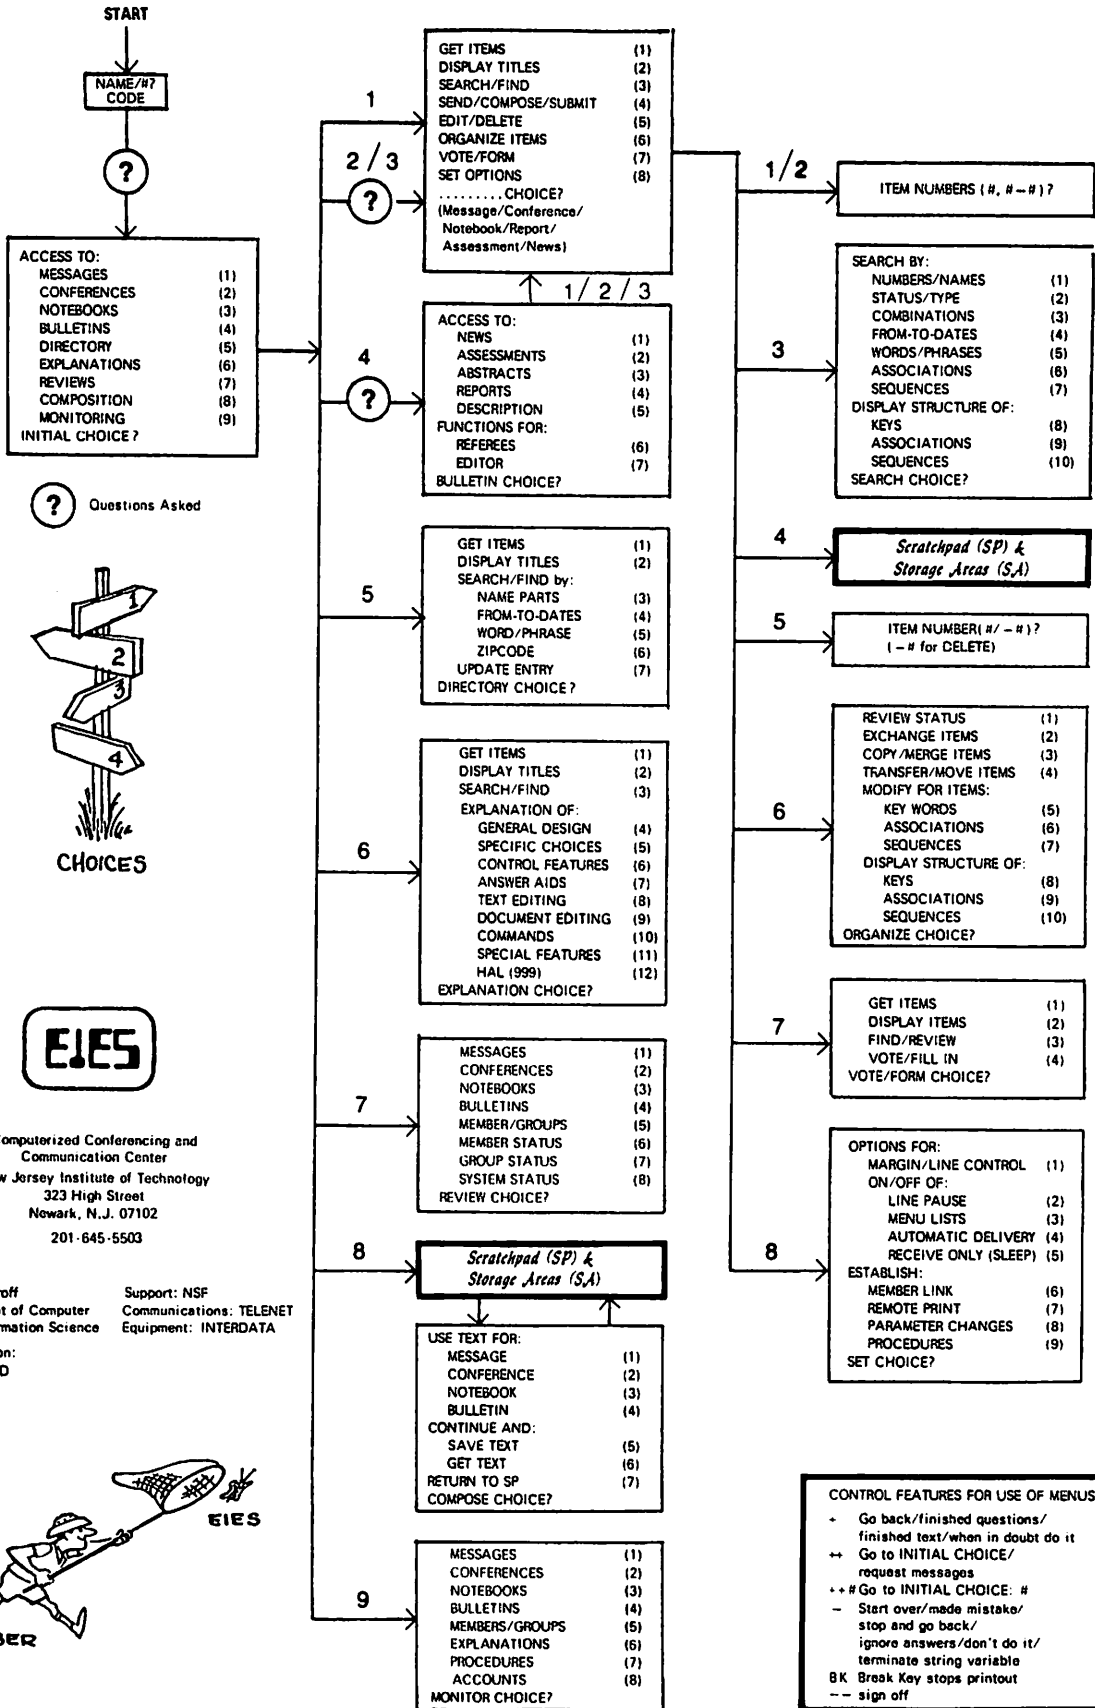 START
NAME/#?
CODE
?
ACCESS TO:
MESSAGES (1)
CONFERENCES (2)
NOTEBOOKS (3)
BULLETINS (4)
DIRECTORY (5)
EXPLANATIONS (6)
REVIEWS (7)
COMPOSITION (8)
MONITORING (9)
INITIAL CHOICE?
? Questions Asked
1
2
3
4
CHOICES
EIES
omputerized Conferencing and
Communication Center
w Jersey Institute of Technology
323 High Street
Newark, N.J. 07102
201-645-5503
roff
t of Computer
rmation Science
on:
D
Support: NSF
Communications: TELENET
Equipment: INTERDATA
EIES
BER
1
2/3
?
GET ITEMS (1)
DISPLAY TITLES (2)
SEARCH/FIND (3)
SEND/COMPOSE/SUBMIT (4)
EDIT/DELETE (5)
ORGANIZE ITEMS (6)
VOTE/FORM (7)
SET OPTIONS (8)
.........CHOICE?
(Message/Conference/
Notebook/Report/
Assessment/News)
1/2/3
4
?
ACCESS TO:
NEWS (1)
ASSESSMENTS (2)
ABSTRACTS (3)
REPORTS (4)
DESCRIPTION (5)
FUNCTIONS FOR:
REFEREES (6)
EDITOR (7)
BULLETIN CHOICE?
5
GET ITEMS (1)
DISPLAY TITLES (2)
SEARCH/FIND by:
NAME PARTS (3)
FROM-TO-DATES (4)
WORD/PHRASE (5)
ZIPCODE (6)
UPDATE ENTRY (7)
DIRECTORY CHOICE?
6
GET ITEMS (1)
DISPLAY TITLES (2)
SEARCH/FIND (3)
EXPLANATION OF:
GENERAL DESIGN (4)
SPECIFIC CHOICES (5)
CONTROL FEATURES (6)
ANSWER AIDS (7)
TEXT EDITING (8)
DOCUMENT EDITING (9)
COMMANDS (10)
SPECIAL FEATURES (11)
HAL (999) (12)
EXPLANATION CHOICE?
7
MESSAGES (1)
CONFERENCES (2)
NOTEBOOKS (3)
BULLETINS (4)
MEMBER/GROUPS (5)
MEMBER STATUS (6)
GROUP STATUS (7)
SYSTEM STATUS (8)
REVIEW CHOICE?
8
Scratchpad (SP) &
Storage Areas (SA)
USE TEXT FOR:
MESSAGE (1)
CONFERENCE (2)
NOTEBOOK (3)
BULLETIN (4)
CONTINUE AND:
SAVE TEXT (5)
GET TEXT (6)
RETURN TO SP (7)
COMPOSE CHOICE?
9
MESSAGES (1)
CONFERENCES (2)
NOTEBOOKS (3)
BULLETINS (4)
MEMBERS/GROUPS (5)
EXPLANATIONS (6)
PROCEDURES (7)
ACCOUNTS (8)
MONITOR CHOICE?
1/2
ITEM NUMBERS (#, #-#)?
3
SEARCH BY:
NUMBERS/NAMES (1)
STATUS/TYPE (2)
COMBINATIONS (3)
FROM-TO-DATES (4)
WORDS/PHRASES (5)
ASSOCIATIONS (6)
SEQUENCES (7)
DISPLAY STRUCTURE OF:
KEYS (8)
ASSOCIATIONS (9)
SEQUENCES (10)
SEARCH CHOICE?
4
Scratchpad (SP) &
Storage Areas (SA)
5
ITEM NUMBER(#/-#)?
(-# for DELETE)
6
REVIEW STATUS (1)
EXCHANGE ITEMS (2)
COPY/MERGE ITEMS (3)
TRANSFER/MOVE ITEMS (4)
MODIFY FOR ITEMS:
KEY WORDS (5)
ASSOCIATIONS (6)
SEQUENCES (7)
DISPLAY STRUCTURE OF:
KEYS (8)
ASSOCIATIONS (9)
SEQUENCES (10)
ORGANIZE CHOICE?
7
GET ITEMS (1)
DISPLAY ITEMS (2)
FIND/REVIEW (3)
VOTE/FILL IN (4)
VOTE/FORM CHOICE?
8
OPTIONS FOR:
MARGIN/LINE CONTROL (1)
ON/OFF OF:
LINE PAUSE (2)
MENU LISTS (3)
AUTOMATIC DELIVERY (4)
RECEIVE ONLY (SLEEP) (5)
ESTABLISH:
MEMBER LINK (6)
REMOTE PRINT (7)
PARAMETER CHANGES (8)
PROCEDURES (9)
SET CHOICE?
CONTROL FEATURES FOR USE OF MENUS
+ Go back/finished questions/
finished text/when in doubt do it
++ Go to INITIAL CHOICE/
request messages
++# Go to INITIAL CHOICE: #
- Start over/made mistake/
stop and go back/
ignore answers/don't do it/
terminate string variable
BK Break Key stops printout
-- sign off